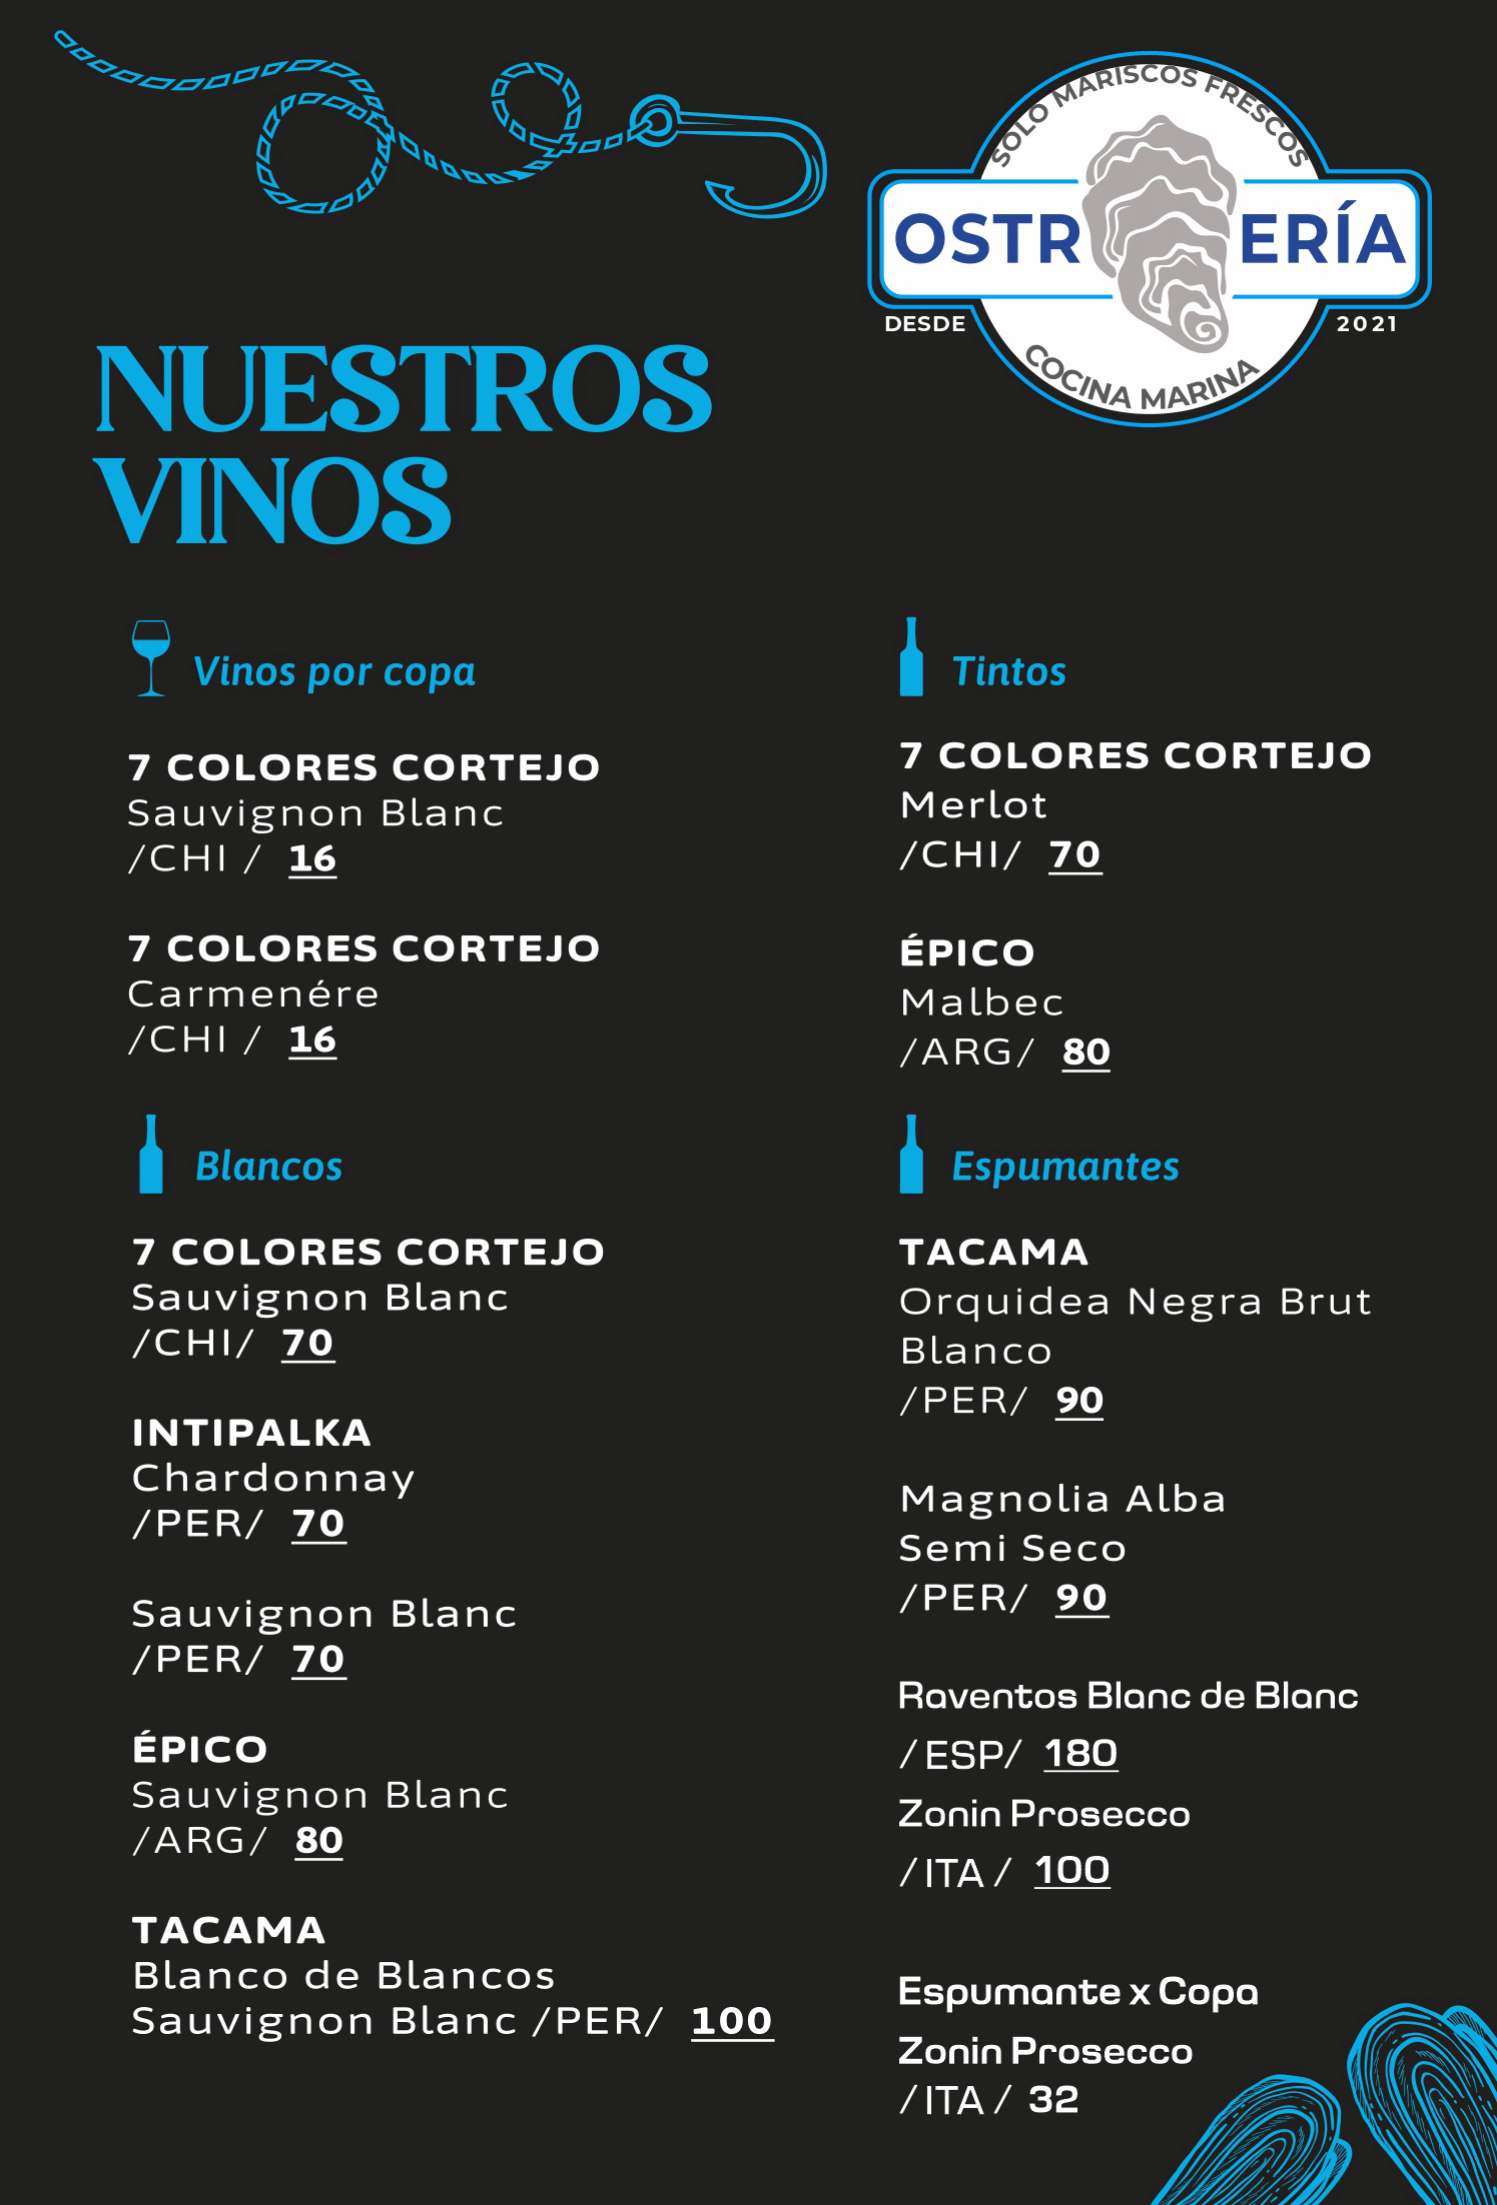 SOLO MARISCOS FRESCOS
OSTRERÍA
DESDE 2021
COCINA MARINA
NUESTROS
VINOS
Vinos por copa
7 COLORES CORTEJO
Sauvignon Blanc
/CHI / 16
7 COLORES CORTEJO
Carmenére
/CHI / 16
Blancos
7 COLORES CORTEJO
Sauvignon Blanc
/CHI/ 70
INTIPALKA
Chardonnay
/PER/ 70
Sauvignon Blanc
/PER/ 70
ÉPICO
Sauvignon Blanc
/ARG/ 80
TACAMA
Blanco de Blancos
Sauvignon Blanc /PER/ 100
Tintos
7 COLORES CORTEJO
Merlot
/CHI/ 70
ÉPICO
Malbec
/ARG/ 80
Espumantes
TACAMA
Orquidea Negra Brut
Blanco
/PER/ 90
Magnolia Alba
Semi Seco
/PER/ 90
Raventos Blanc de Blanc
/ESP/ 180
Zonin Prosecco
/ITA / 100
Espumante x Copa
Zonin Prosecco
/ITA / 32